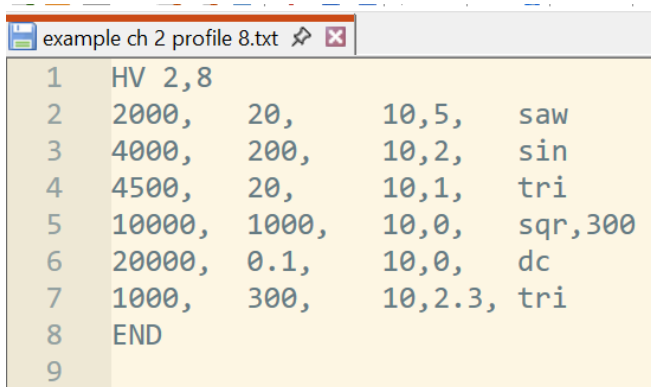 example ch 2 profile 8.txt
1 HV 2,8
2 2000, 20, 10,5, saw
3 4000, 200, 10,2, sin
4 4500, 20, 10,1, tri
5 10000, 1000, 10,0, sqr,300
6 20000, 0.1, 10,0, dc
7 1000, 300, 10,2.3, tri
8 END
9